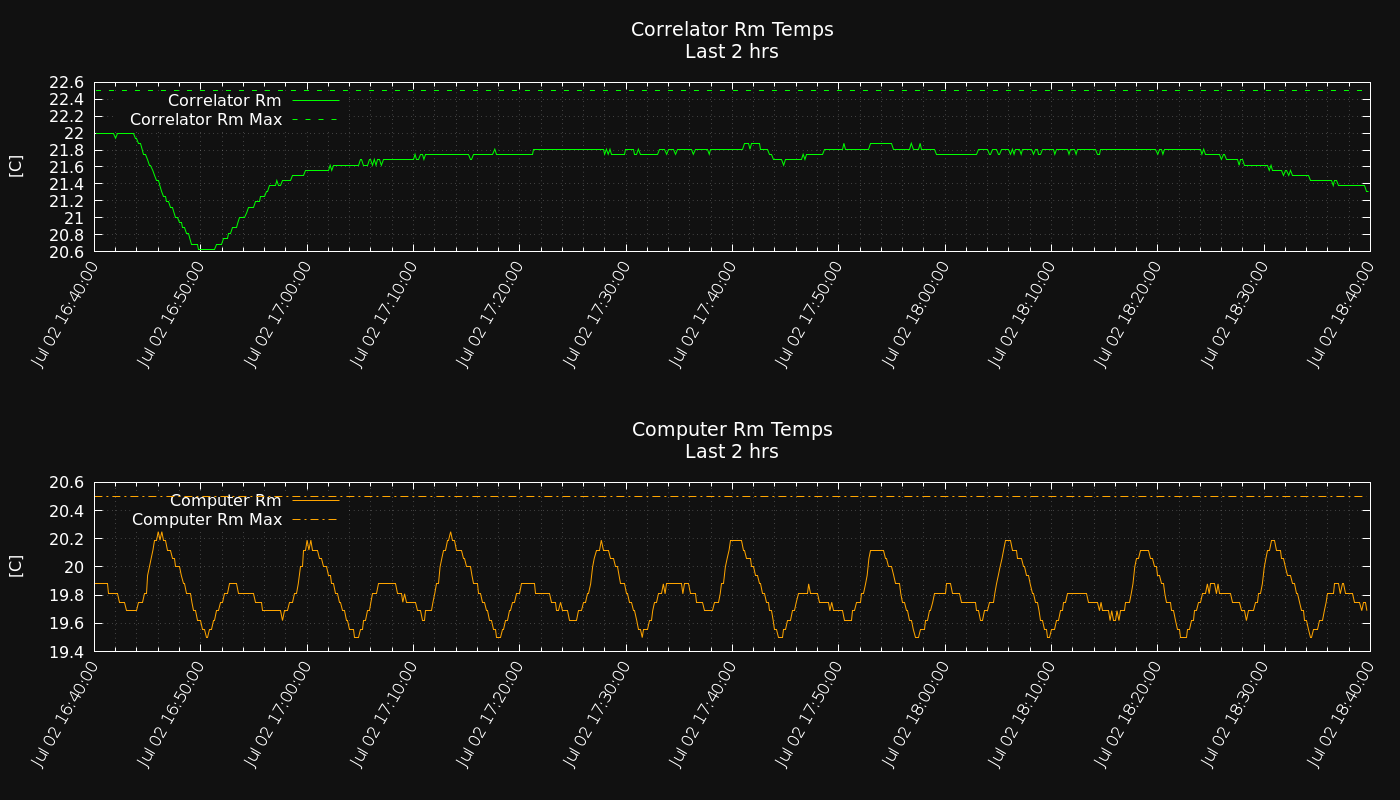 Correlator Rm Temps
Last 2 hrs
[C]
22.6
22.4
22.2
22
21.8
21.6
21.4
21.2
21
20.8
20.6
Correlator Rm
Correlator Rm Max
Jul 02 16:40:00
Jul 02 16:50:00
Jul 02 17:00:00
Jul 02 17:10:00
Jul 02 17:20:00
Jul 02 17:30:00
Jul 02 17:40:00
Jul 02 17:50:00
Jul 02 18:00:00
Jul 02 18:10:00
Jul 02 18:20:00
Jul 02 18:30:00
Jul 02 18:40:00
Computer Rm Temps
Last 2 hrs
[C]
20.6
20.4
20.2
20
19.8
19.6
19.4
Computer Rm
Computer Rm Max
Jul 02 16:40:00
Jul 02 16:50:00
Jul 02 17:00:00
Jul 02 17:10:00
Jul 02 17:20:00
Jul 02 17:30:00
Jul 02 17:40:00
Jul 02 17:50:00
Jul 02 18:00:00
Jul 02 18:10:00
Jul 02 18:20:00
Jul 02 18:30:00
Jul 02 18:40:00